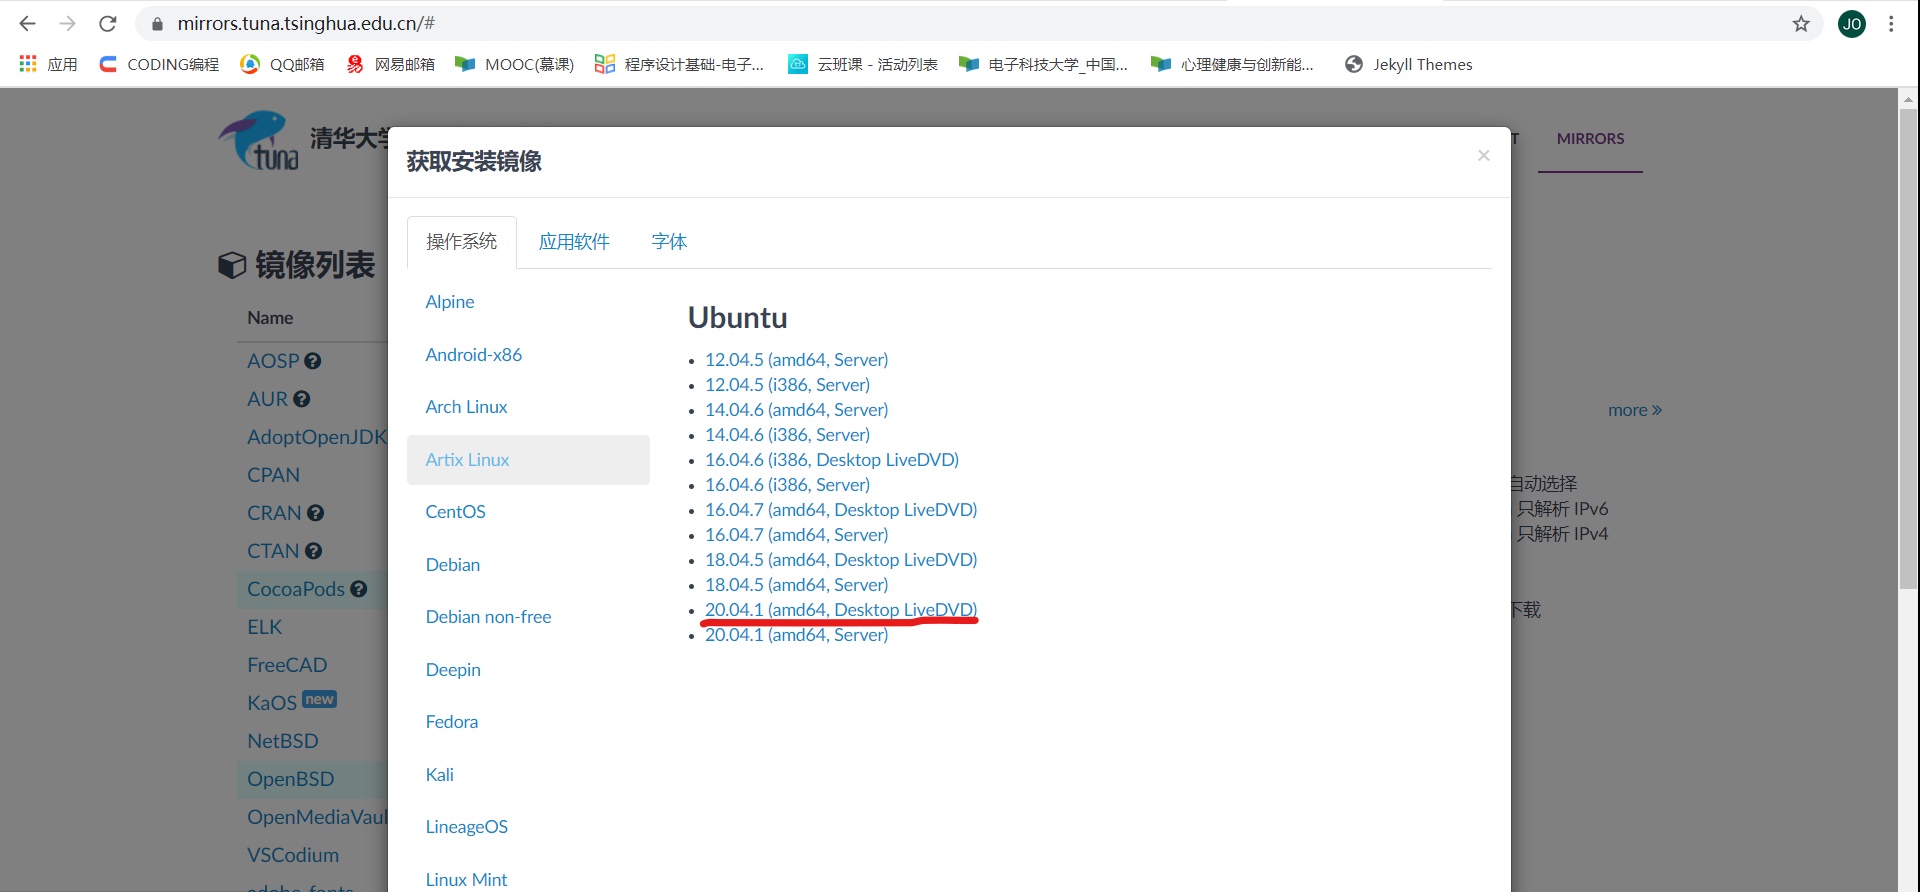 mirrors.tuna.tsinghua.edu.cn/#
JO
应用 CODING编程 QQ邮箱 网易邮箱 MOOC(慕课) 程序设计基础-电子... 云班课 - 活动列表 电子科技大学_中国... 心理健康与创新能... Jekyll Themes
tuna 清华大学
T MIRRORS
获取安装镜像 ×
操作系统 应用软件 字体
镜像列表
Name
AOSP
AUR
AdoptOpenJDK
CPAN
CRAN
CTAN
CocoaPods
ELK
FreeCAD
KaOS new
NetBSD
OpenBSD
OpenMediaVaul
VSCodium
Alpine
Android-x86
Arch Linux
Artix Linux
CentOS
Debian
Debian non-free
Deepin
Fedora
Kali
LineageOS
Linux Mint
Ubuntu
12.04.5 (amd64, Server)
12.04.5 (i386, Server)
14.04.6 (amd64, Server)
14.04.6 (i386, Server)
16.04.6 (i386, Desktop LiveDVD)
16.04.6 (i386, Server)
16.04.7 (amd64, Desktop LiveDVD)
16.04.7 (amd64, Server)
18.04.5 (amd64, Desktop LiveDVD)
18.04.5 (amd64, Server)
20.04.1 (amd64, Desktop LiveDVD)
20.04.1 (amd64, Server)
more »
自动选择
只解析 IPv6
只解析 IPv4
下载